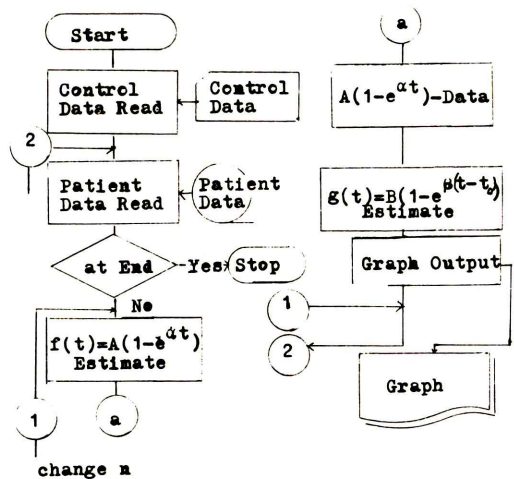 Start
Control
Data Read
Control
Data
2
Patient
Data Read
Patient
Data
at End
Yes
Stop
No
f(t)=A(1-e^αt)
Estimate
1
a
change n
a
A(1-e^αt)-Data
g(t)=B(1-e^β(t-t₀))
Estimate
Graph Output
1
2
Graph